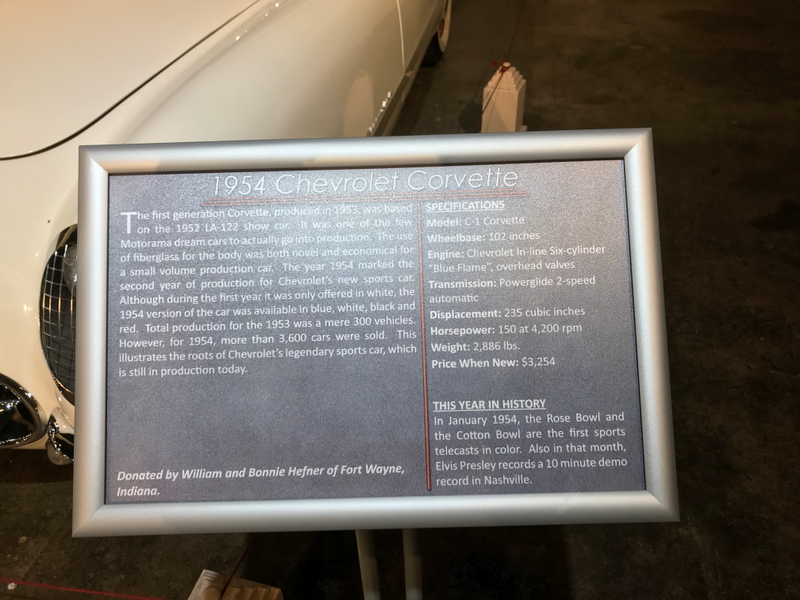 1954 Chevrolet Corvette
The first generation Corvette, produced in 1953, was based
on the 1952 LA-122 show car. It was one of the few
Motorama dream cars to actually go into production. The use
of fiberglass for the body was both novel and economical for
a small volume production car. The year 1954 marked the
second year of production for Chevrolet's new sports car.
Although during the first year it was only offered in white, the
1954 version of the car was available in blue, white, black and
red. Total production for the 1953 was a mere 300 vehicles.
However, for 1954, more than 3,600 cars were sold. This
illustrates the roots of Chevrolet's legendary sports car, which
is still in production today.
Donated by William and Bonnie Hefner of Fort Wayne,
Indiana.
SPECIFICATIONS
Model: C-1 Corvette
Wheelbase: 102 inches
Engine: Chevrolet In-line Six-cylinder
"Blue Flame", overhead valves
Transmission: Powerglide 2-speed
automatic
Displacement: 235 cubic inches
Horsepower: 150 at 4,200 rpm
Weight: 2,886 lbs.
Price When New: $3,254
THIS YEAR IN HISTORY
In January 1954, the Rose Bowl and
the Cotton Bowl are the first sports
telecasts in color. Also in that month,
Elvis Presley records a 10 minute demo
record in Nashville.